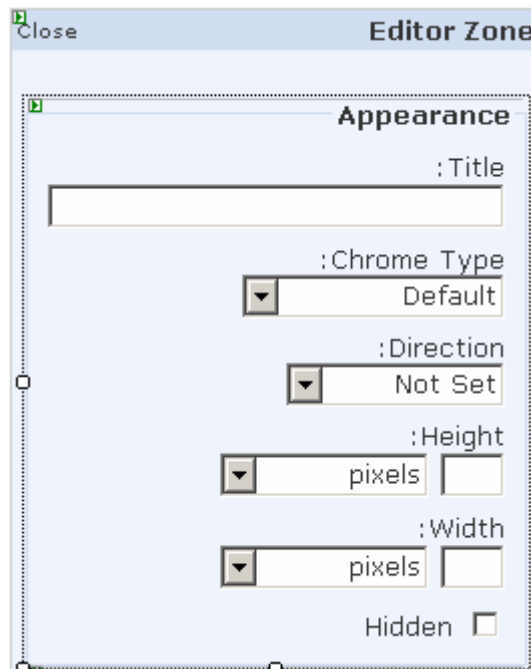 Close Editor Zone
Appearance
:Title
:Chrome Type
Default
:Direction
Not Set
:Height
pixels
:Width
pixels
Hidden